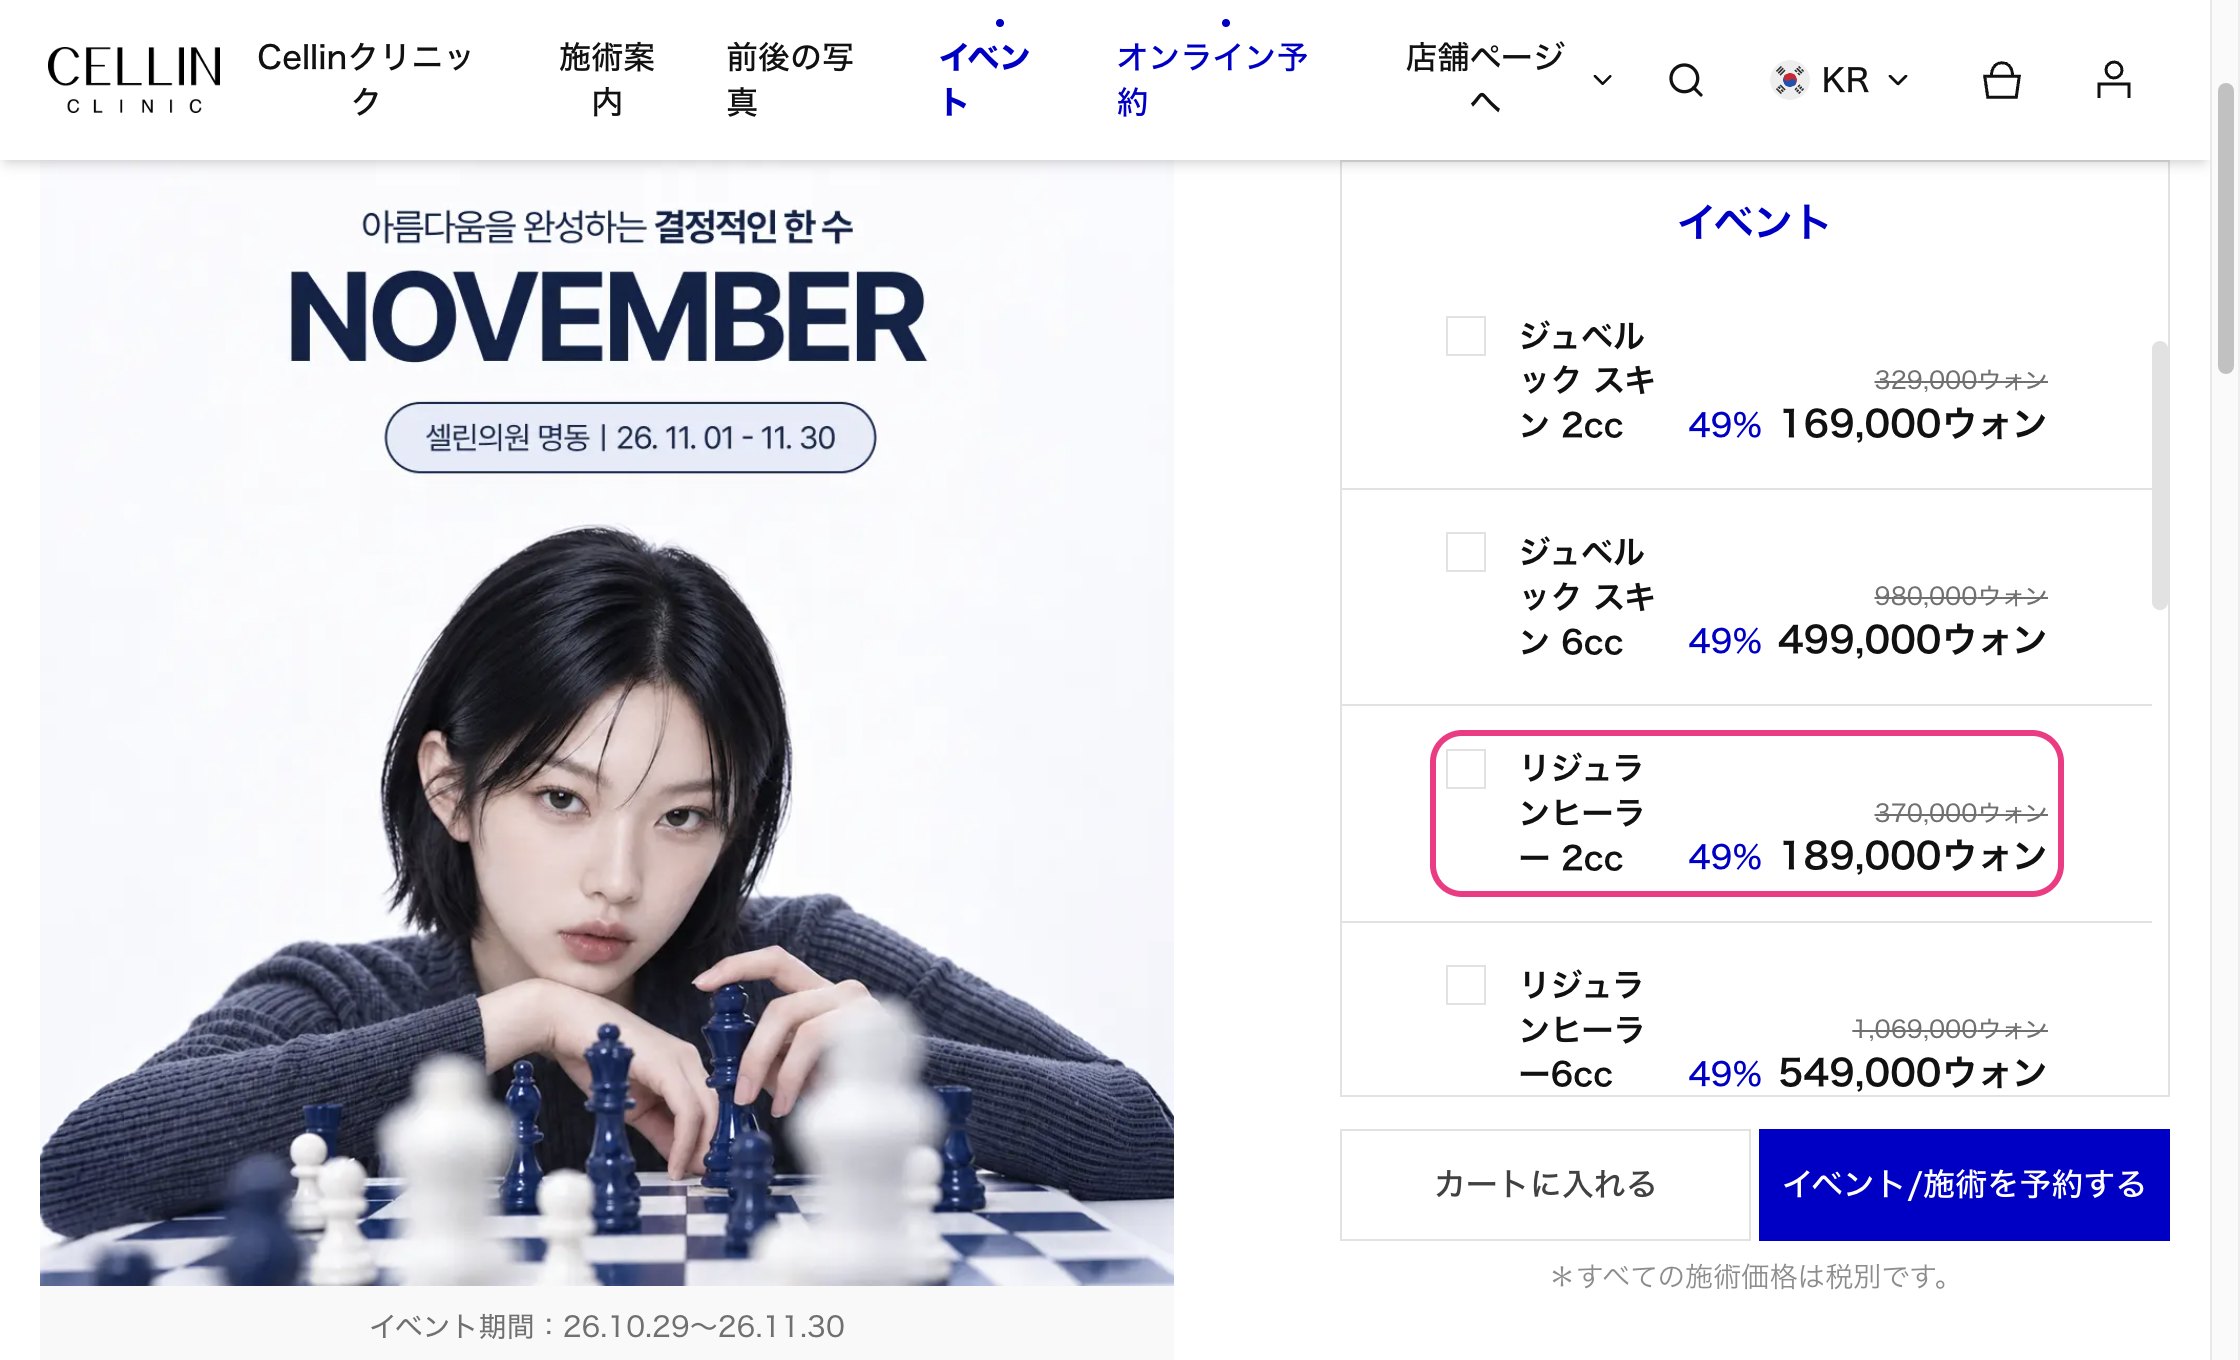 CELLIN
CLINIC
Cellinクリニッ
ク
施術案
内
前後の写
真
イベン
ト
オンライン予
約
店舗ページ
へ
KR
아름다움을 완성하는 결정적인 한 수
NOVEMBER
셀린의원 명동 | 26. 11. 01 - 11. 30
イベント期間：26.10.29〜26.11.30
イベント
ジュベル
ック スキ
ン 2cc
329,000ウォン
49% 169,000ウォン
ジュベル
ック スキ
ン 6cc
980,000ウォン
49% 499,000ウォン
リジュラ
ンヒーラ
ー 2cc
370,000ウォン
49% 189,000ウォン
リジュラ
ンヒーラ
ー6cc
1,069,000ウォン
49% 549,000ウォン
カートに入れる
イベント/施術を予約する
＊すべての施術価格は税別です。